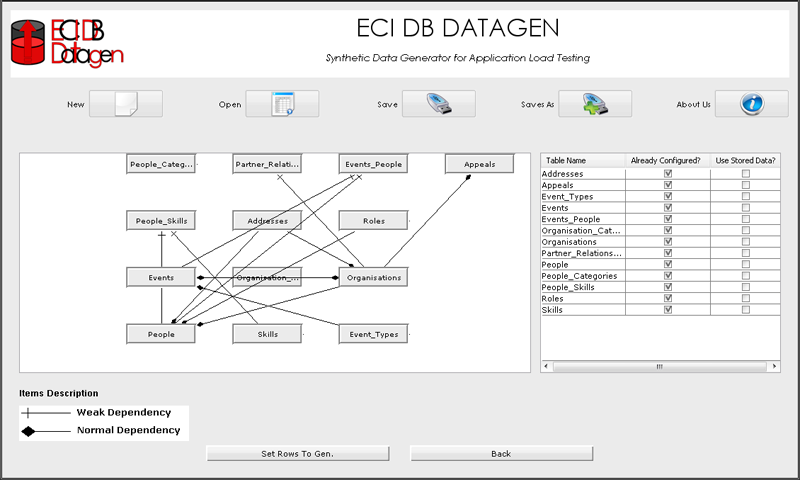 ECI DB
Datagen
ECI DB DATAGEN
Synthetic Data Generator for Application Load Testing
New
Open
Save
Saves As
About Us
People_Categ...
Partner_Relati...
Events_People
Appeals
People_Skills
Addresses
Roles
Events
Organisation_...
Organisations
People
Skills
Event_Types
Table Name Already Configured? Use Stored Data?
Addresses
Appeals
Event_Types
Events
Events_People
Organisation_Cat...
Organisations
Partner_Relations...
People
People_Categories
People_Skills
Roles
Skills
Items Description
Weak Dependency
Normal Dependency
Set Rows To Gen.
Back